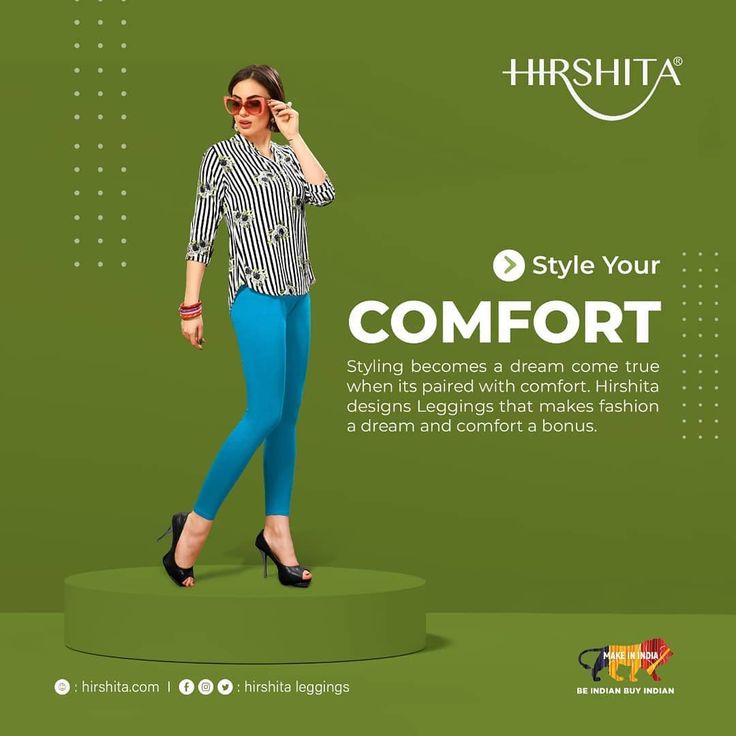 HIRSHITA®
Style Your
COMFORT
Styling becomes a dream come true
when its paired with comfort. Hirshita
designs Leggings that makes fashion
a dream and comfort a bonus.
MAKE IN INDIA
BE INDIAN BUY INDIAN
: hirshita.com | : hirshita leggings